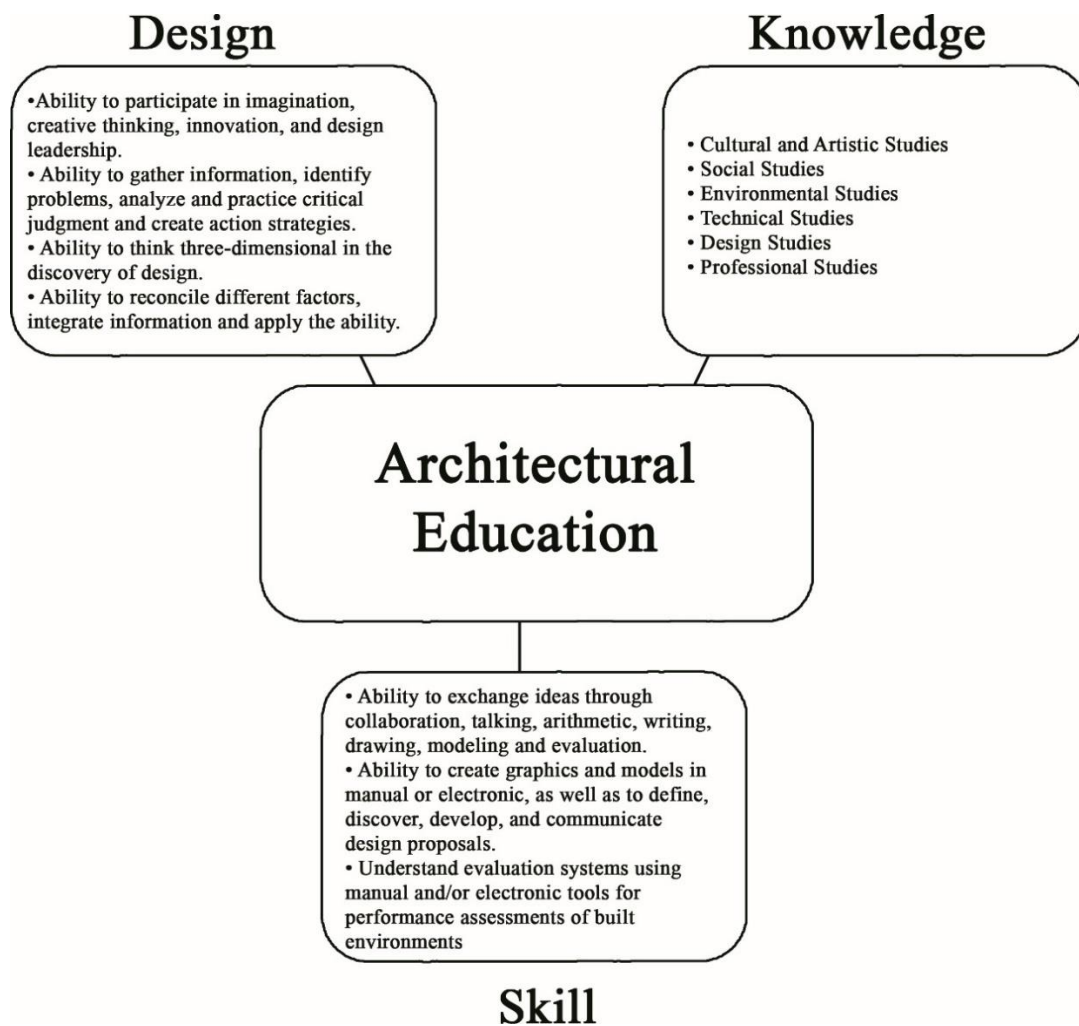 Design
•Ability to participate in imagination,
creative thinking, innovation, and design
leadership.
• Ability to gather information, identify
problems, analyze and practice critical
judgment and create action strategies.
• Ability to think three-dimensional in the
discovery of design.
• Ability to reconcile different factors,
integrate information and apply the ability.
Knowledge
• Cultural and Artistic Studies
• Social Studies
• Environmental Studies
• Technical Studies
• Design Studies
• Professional Studies
Architectural
Education
• Ability to exchange ideas through
collaboration, talking, arithmetic, writing,
drawing, modeling and evaluation.
• Ability to create graphics and models in
manual or electronic, as well as to define,
discover, develop, and communicate
design proposals.
• Understand evaluation systems using
manual and/or electronic tools for
performance assessments of built
environments
Skill